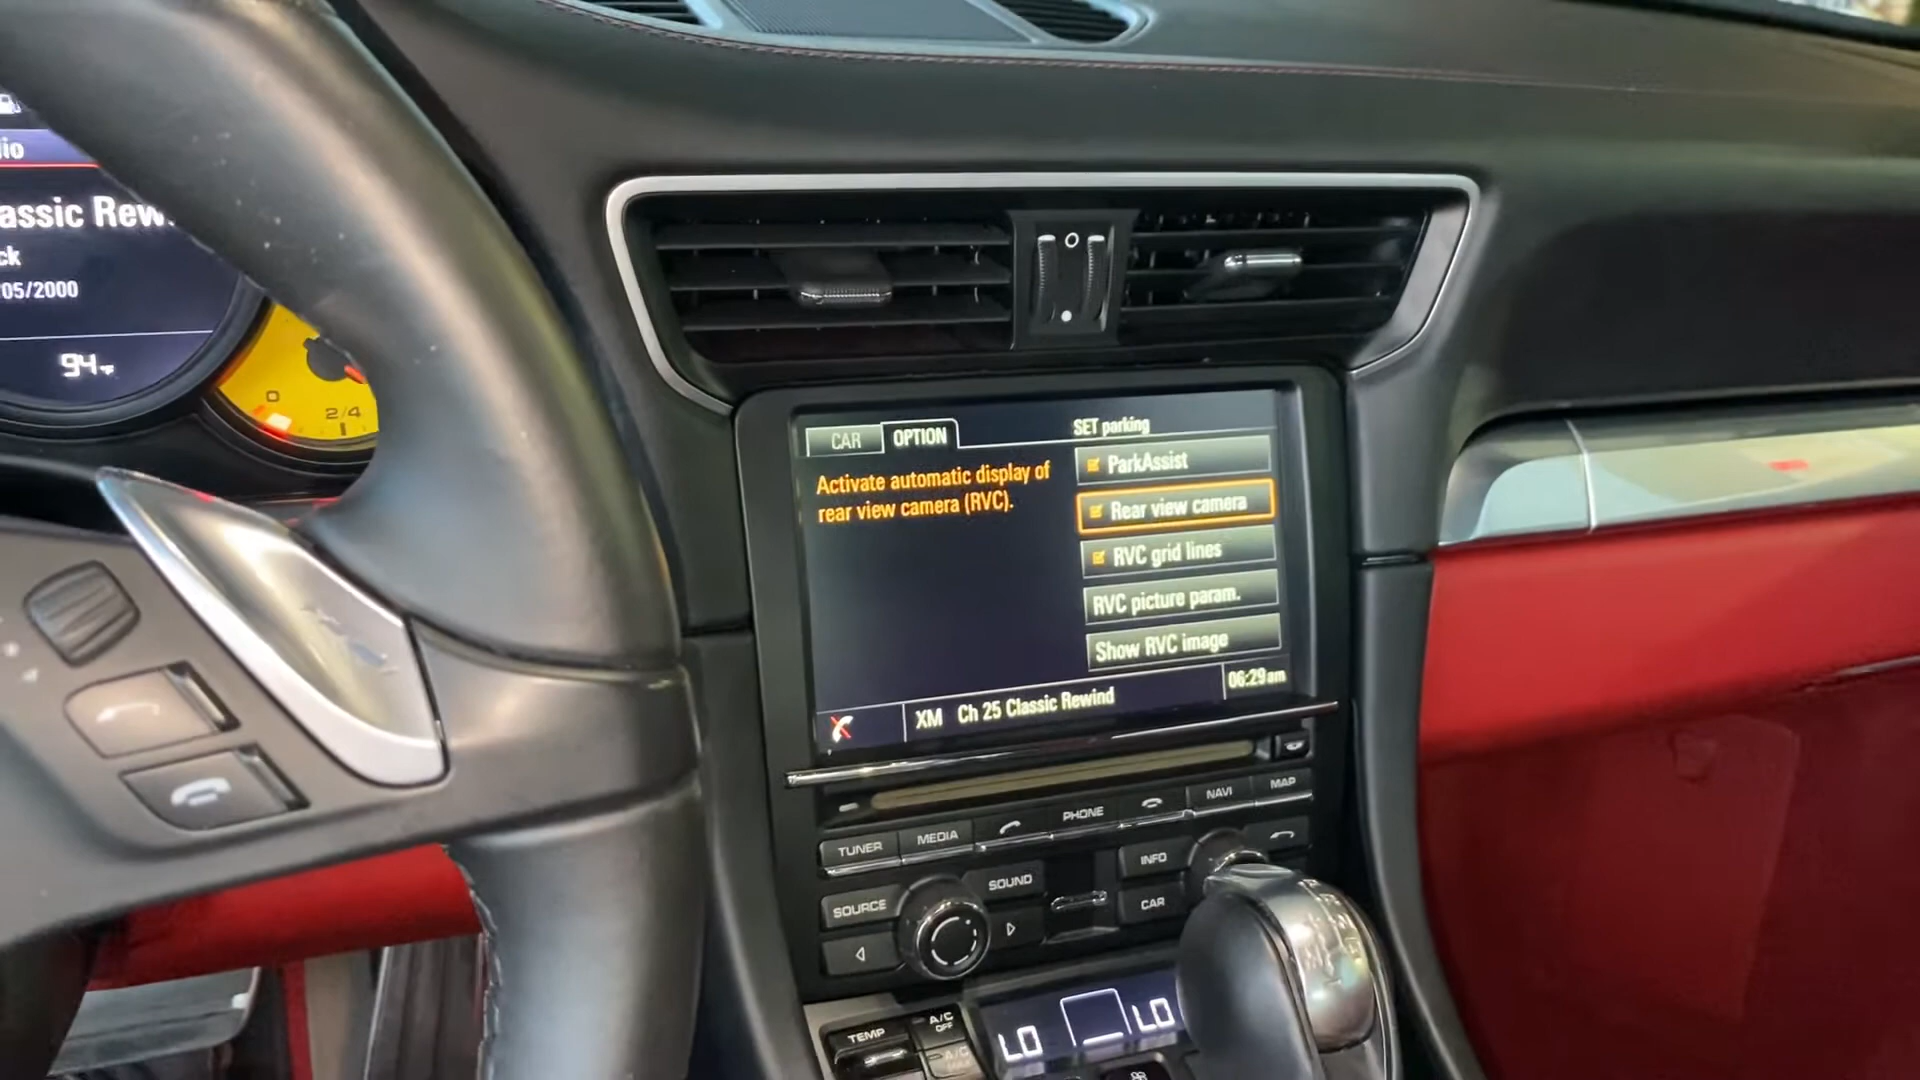 assic Rew
ck
05/2000
94°F
0
2/4
CAR
OPTION
SET parking
Activate automatic display of
rear view camera (RVC).
ParkAssist
Rear view camera
RVC grid lines
RVC picture param.
Show RVC image
XM Ch 25 Classic Rewind
06:29am
TUNER
MEDIA
PHONE
NAVI
MAP
SOURCE
SOUND
INFO
CAR
TEMP
A/C
OFF
A/C
LO
LO